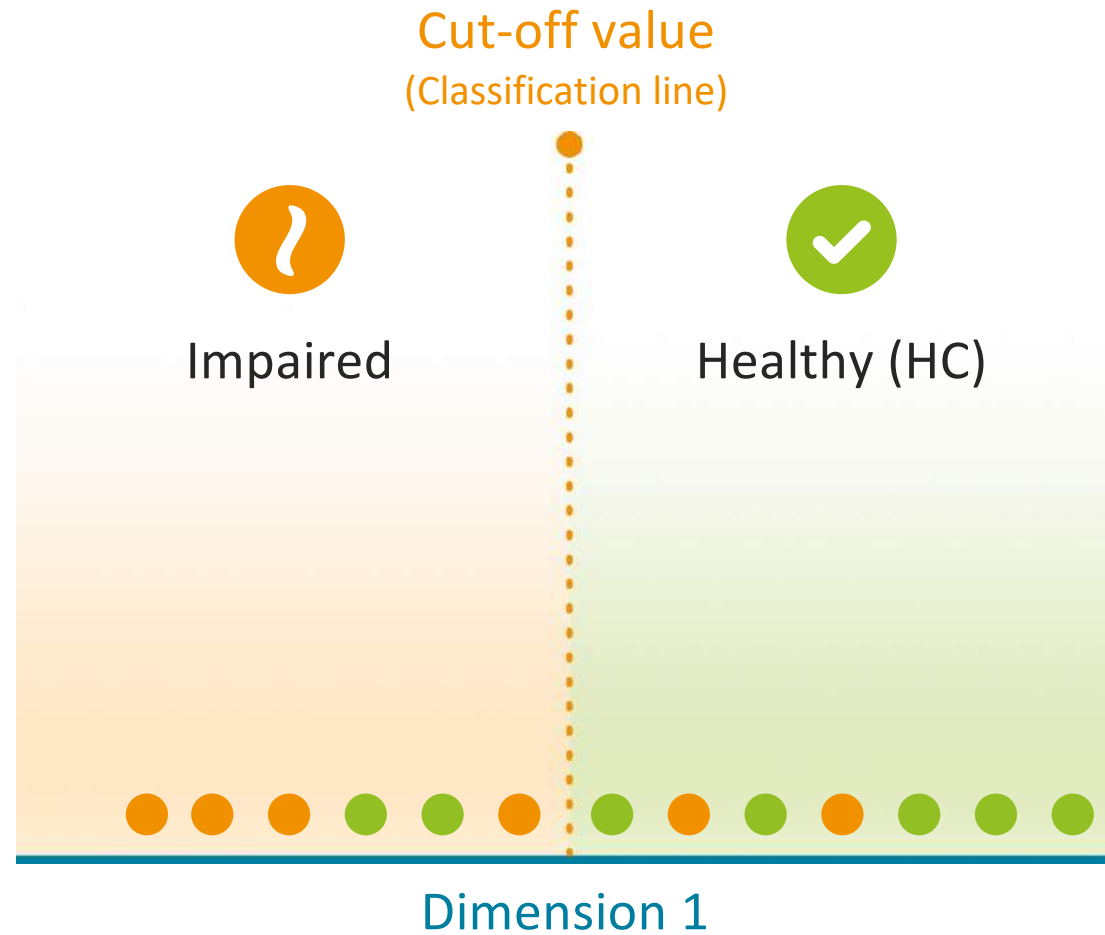 Cut-off value
(Classification line)
Impaired
Healthy (HC)
Dimension 1